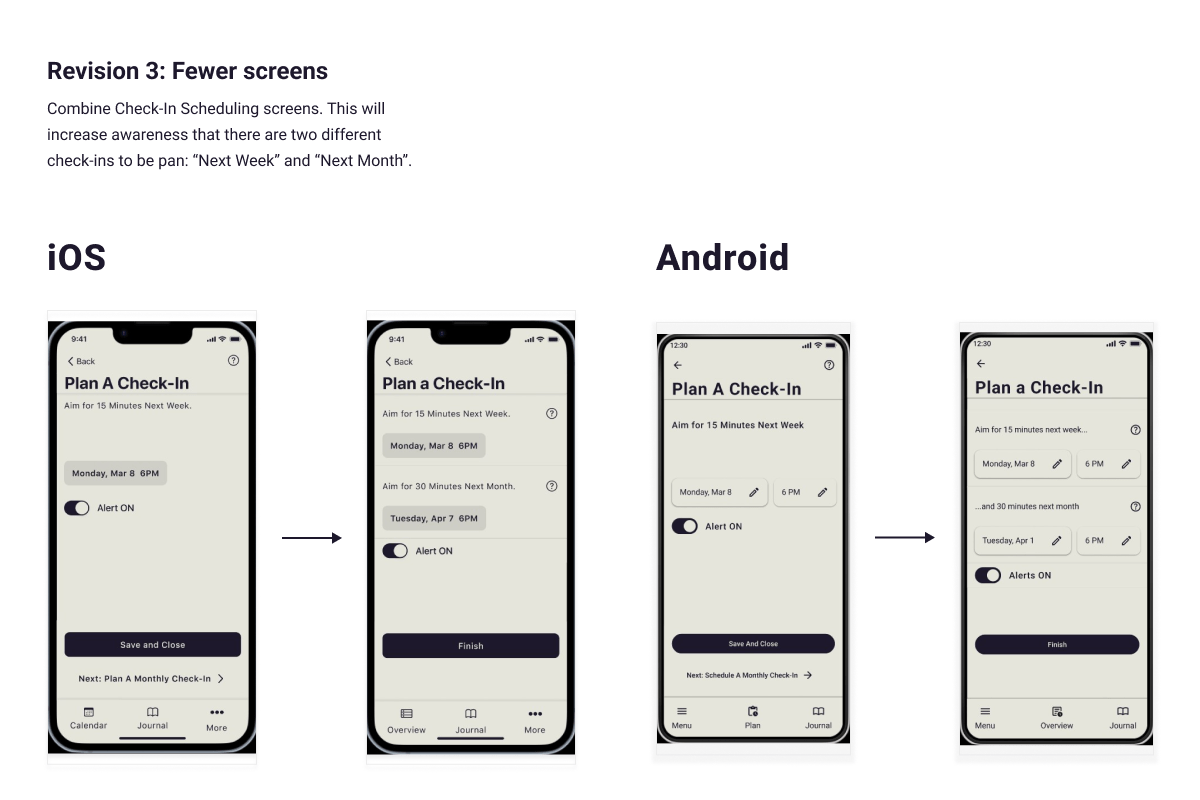 Revision 3: Fewer screens
Combine Check-In Scheduling screens. This will
increase awareness that there are two different
check-ins to be pan: “Next Week” and “Next Month”.
iOS
9:41
Back
Plan A Check-In
Aim for 15 Minutes Next Week.
Monday, Mar 8 6PM
Alert ON
Save and Close
Next: Plan A Monthly Check-In
Calendar
Journal
More
9:41
Back
Plan a Check-In
Aim for 15 Minutes Next Week.
Monday, Mar 8 6PM
Aim for 30 Minutes Next Month.
Tuesday, Apr 7 6PM
Alert ON
Finish
Overview
Journal
More
Android
12:30
Plan A Check-In
Aim for 15 Minutes Next Week
Monday, Mar 8
6 PM
Alert ON
Save And Close
Next: Schedule A Monthly Check-In
Menu
Plan
Journal
12:30
Plan a Check-In
Aim for 15 minutes next week...
Monday, Mar 8
6 PM
...and 30 minutes next month
Tuesday, Apr 1
6 PM
Alerts ON
Finish
Menu
Overview
Journal